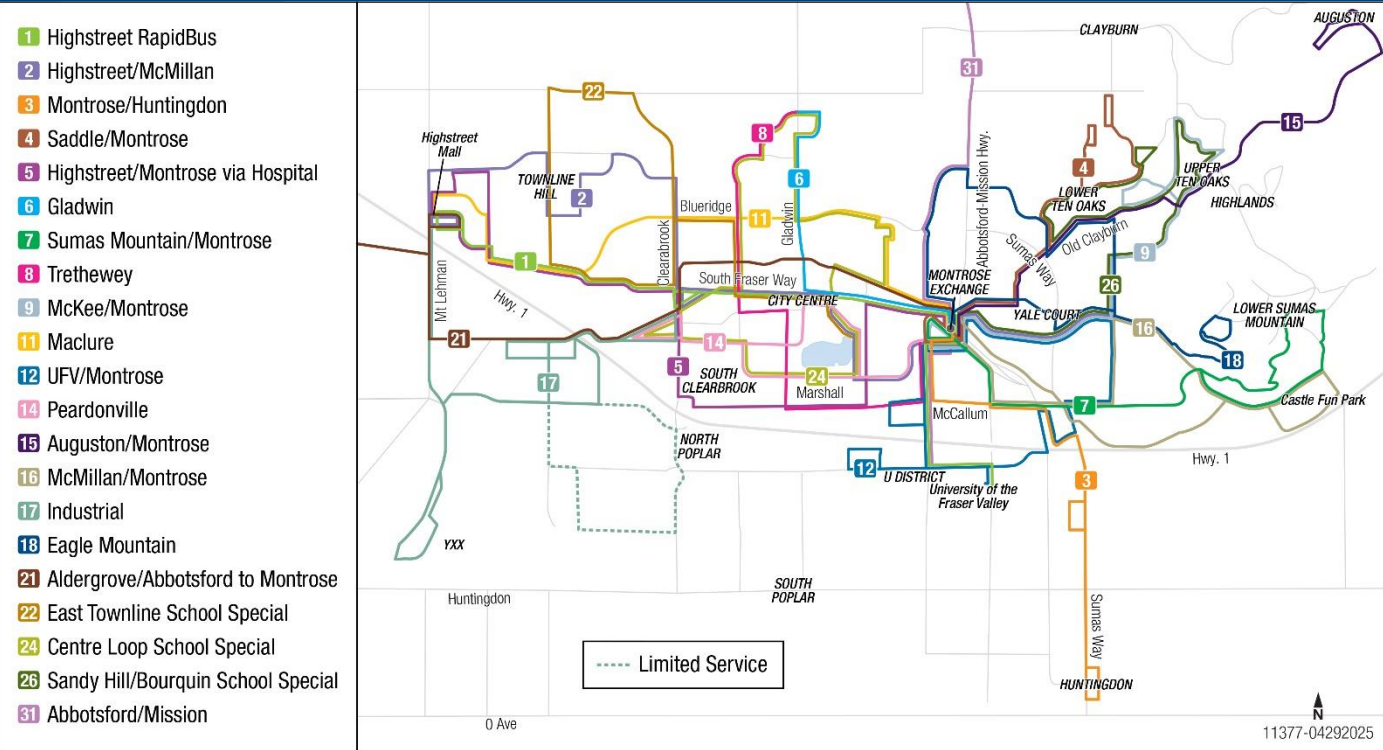 1 Highstreet RapidBus
2 Highstreet/McMillan
3 Montrose/Huntingdon
4 Saddle/Montrose
5 Highstreet/Montrose via Hospital
6 Gladwin
7 Sumas Mountain/Montrose
8 Trethewey
9 McKee/Montrose
11 Maclure
12 UFV/Montrose
14 Peardonville
15 Auguston/Montrose
16 McMillan/Montrose
17 Industrial
18 Eagle Mountain
21 Aldergrove/Abbotsford to Montrose
22 East Townline School Special
24 Centre Loop School Special
26 Sandy Hill/Bourquin School Special
31 Abbotsford/Mission
AUGUSTON
CLAYBURN
31
22
15
8
Highstreet
Mall
Abbotsford-Mission Hwy.
4
UPPER
TEN OAKS
TOWNLINE
HILL
6
2
LOWER
TEN OAKS
HIGHLANDS
Blueridge
11
Gladwin
Old Clayburn
Clearabrook
Sumas Way
9
1
Mt Lehman
South Fraser Way
MONTROSE
EXCHANGE
26
Hwy. 1
CITY CENTRE
YALE COURT
LOWER SUMAS
MOUNTAIN
16
21
14
18
5
SOUTH
CLEARBROOK
24
17
Marshall
Castle Fun Park
McCallum
7
NORTH
POPLAR
Hwy. 1
12
U DISTRICT
3
University of the
Fraser Valley
YXX
SOUTH
POPLAR
Huntingdon
Sumas Way
Limited Service
HUNTINGDON
0 Ave
N
11377-04292025